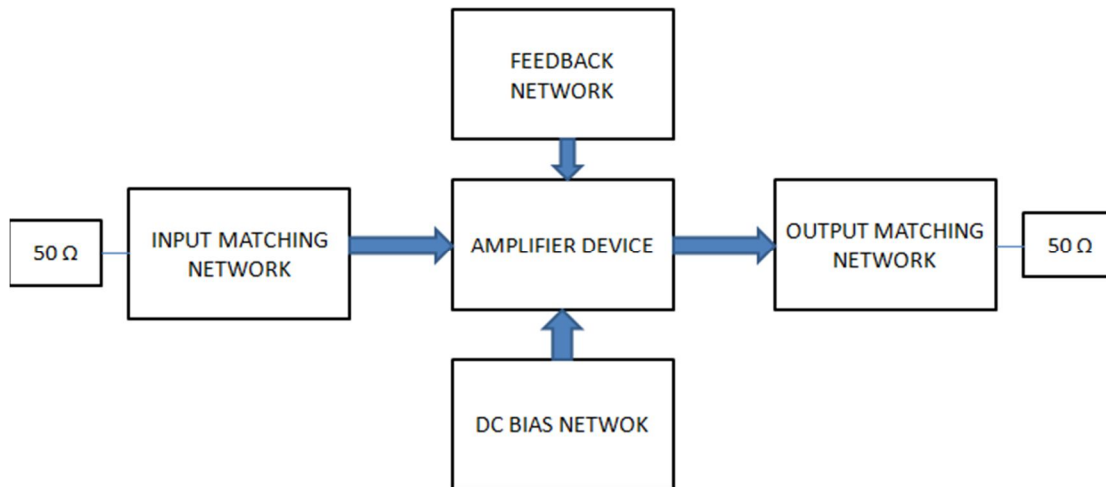 FEEDBACK
NETWORK
50 Ω
INPUT MATCHING
NETWORK
AMPLIFIER DEVICE
OUTPUT MATCHING
NETWORK
50 Ω
DC BIAS NETWOK